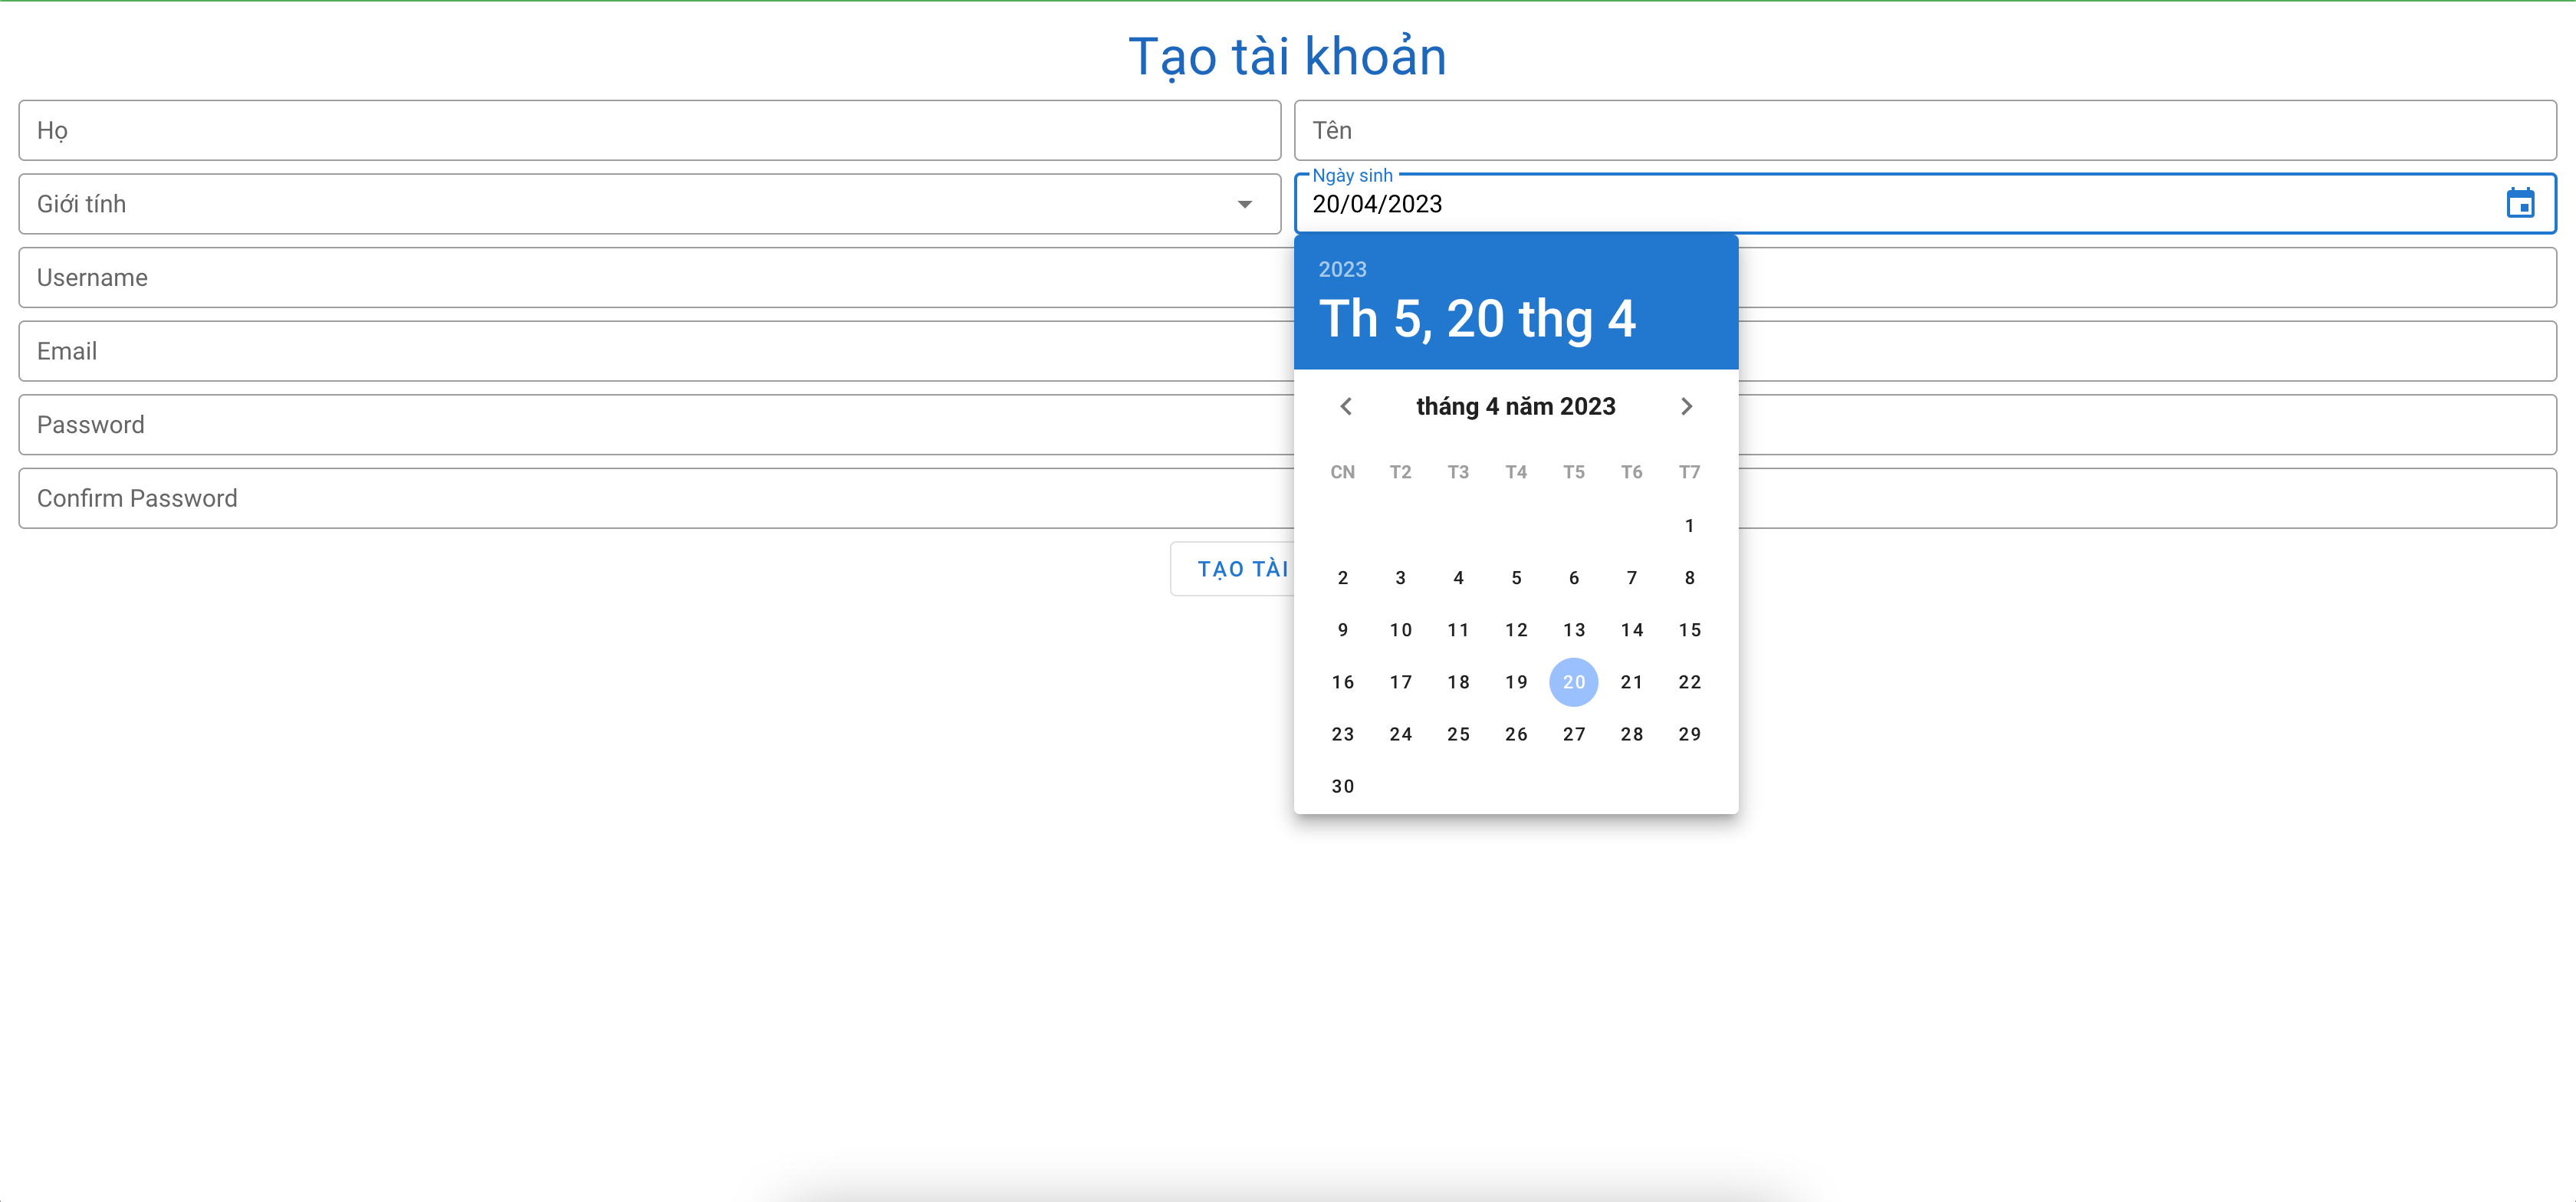 Tạo tài khoản
Họ
Tên
Giới tính
Ngày sinh
20/04/2023
Username
Email
Password
Confirm Password
TẠO TÀI
2023
Th 5, 20 thg 4
tháng 4 năm 2023
CN T2 T3 T4 T5 T6 T7
1
2 3 4 5 6 7 8
9 10 11 12 13 14 15
16 17 18 19 20 21 22
23 24 25 26 27 28 29
30